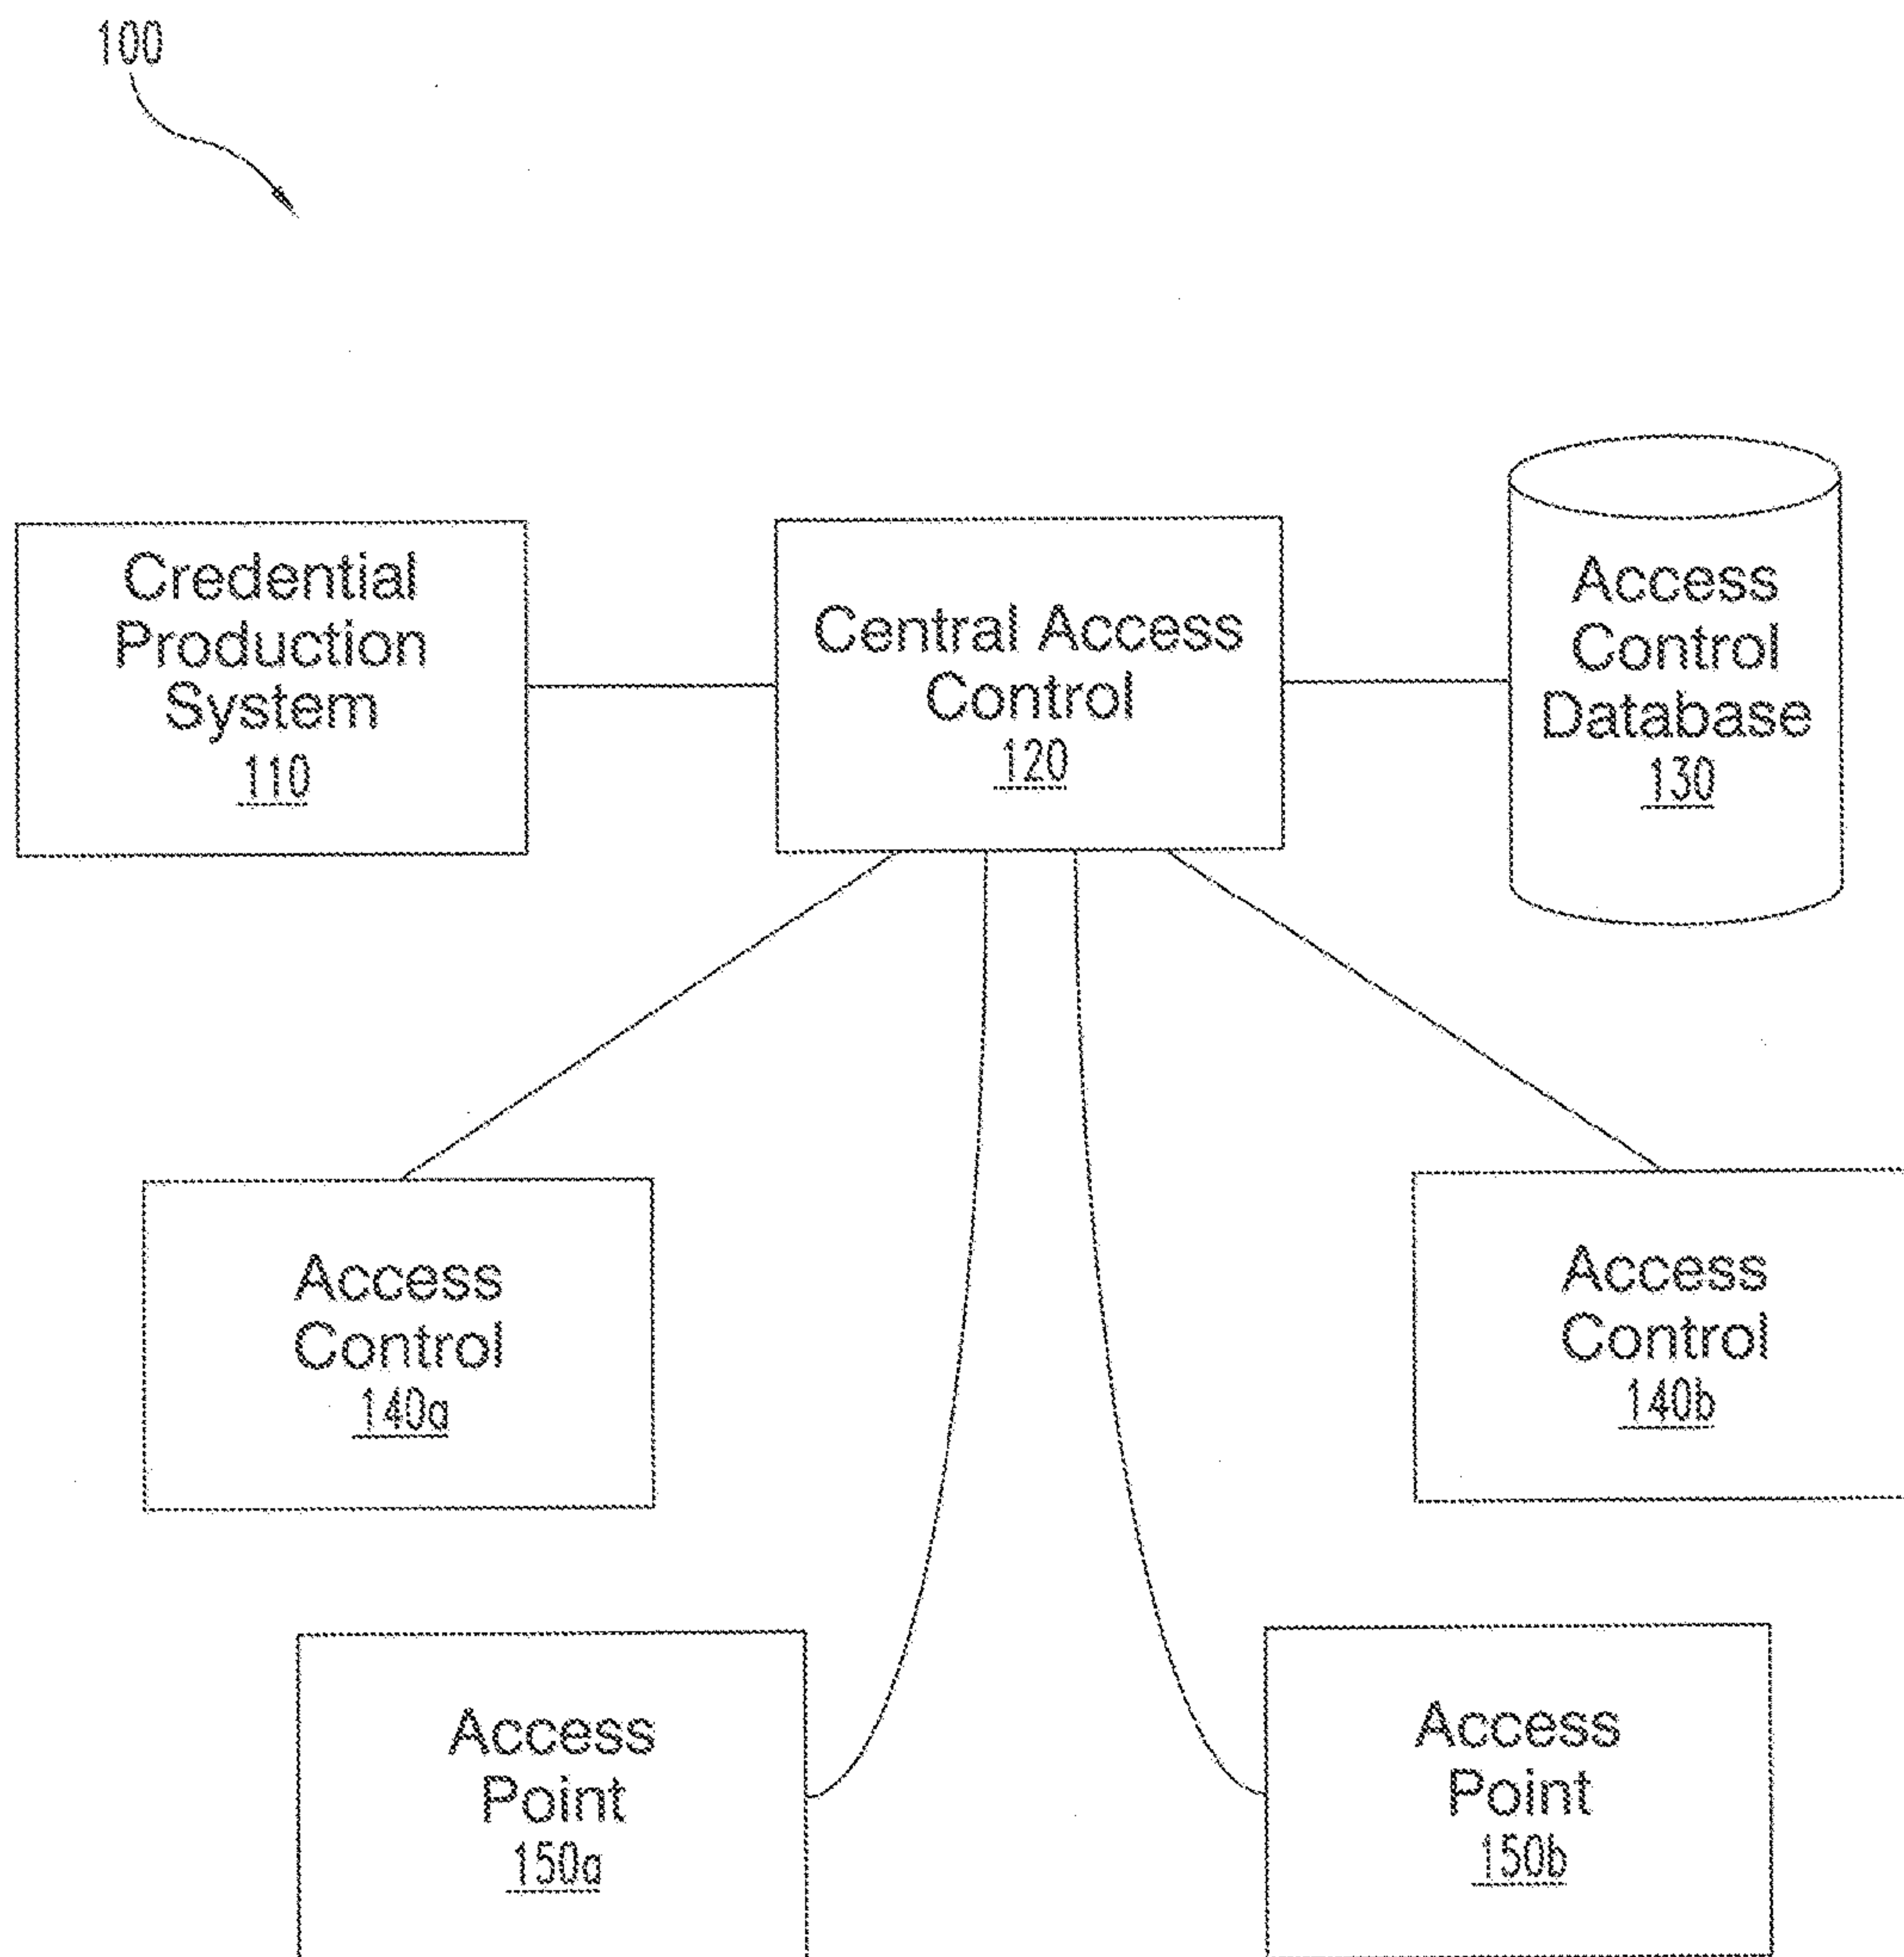 100
Credential
Production
System
110
Central Access
Control
120
Access
Control
Database
130
Access
Control
140a
Access
Control
140b
Access
Point
150a
Access
Point
150b